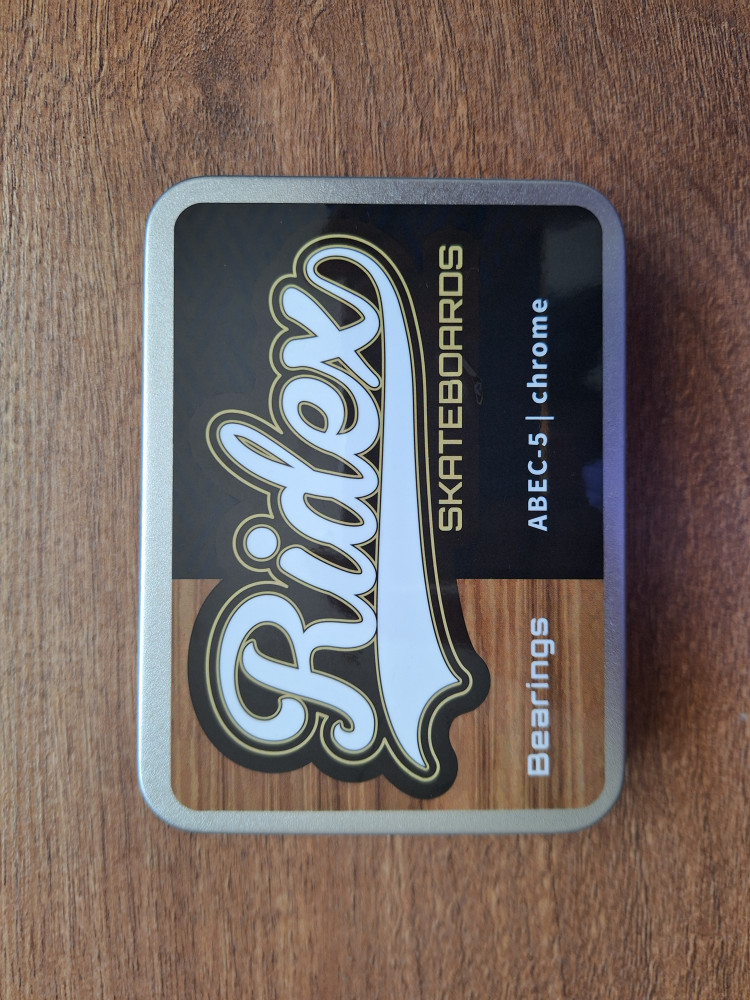 Ridex
SKATEBOARDS
Bearings
ABEC-5 | chrome